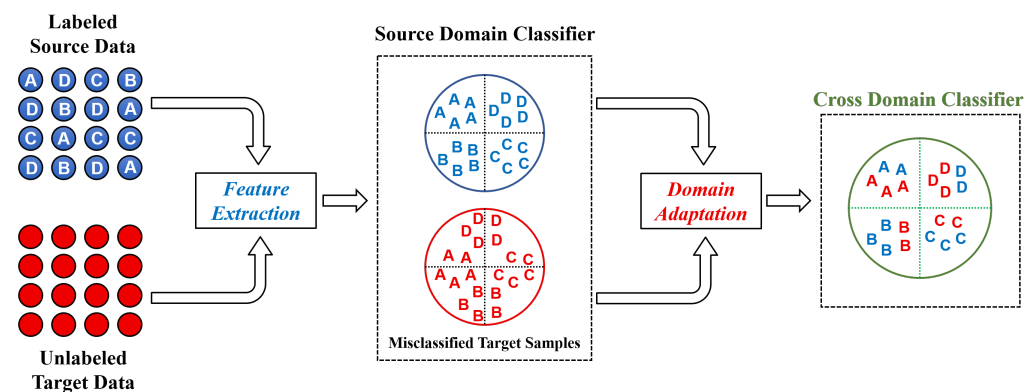 Labeled
Source Data
A D C B
D B D A
C A C C
D B D A
Unlabeled
Target Data
Feature
Extraction
Source Domain Classifier
A A A A A D D D D D
B B B B B C C C C C
D D D D
A A C C
A A A C C C
B B B B B
Misclassified Target Samples
Domain
Adaptation
Cross Domain Classifier
A A A A A D D D D D
B B B B B C C C C C